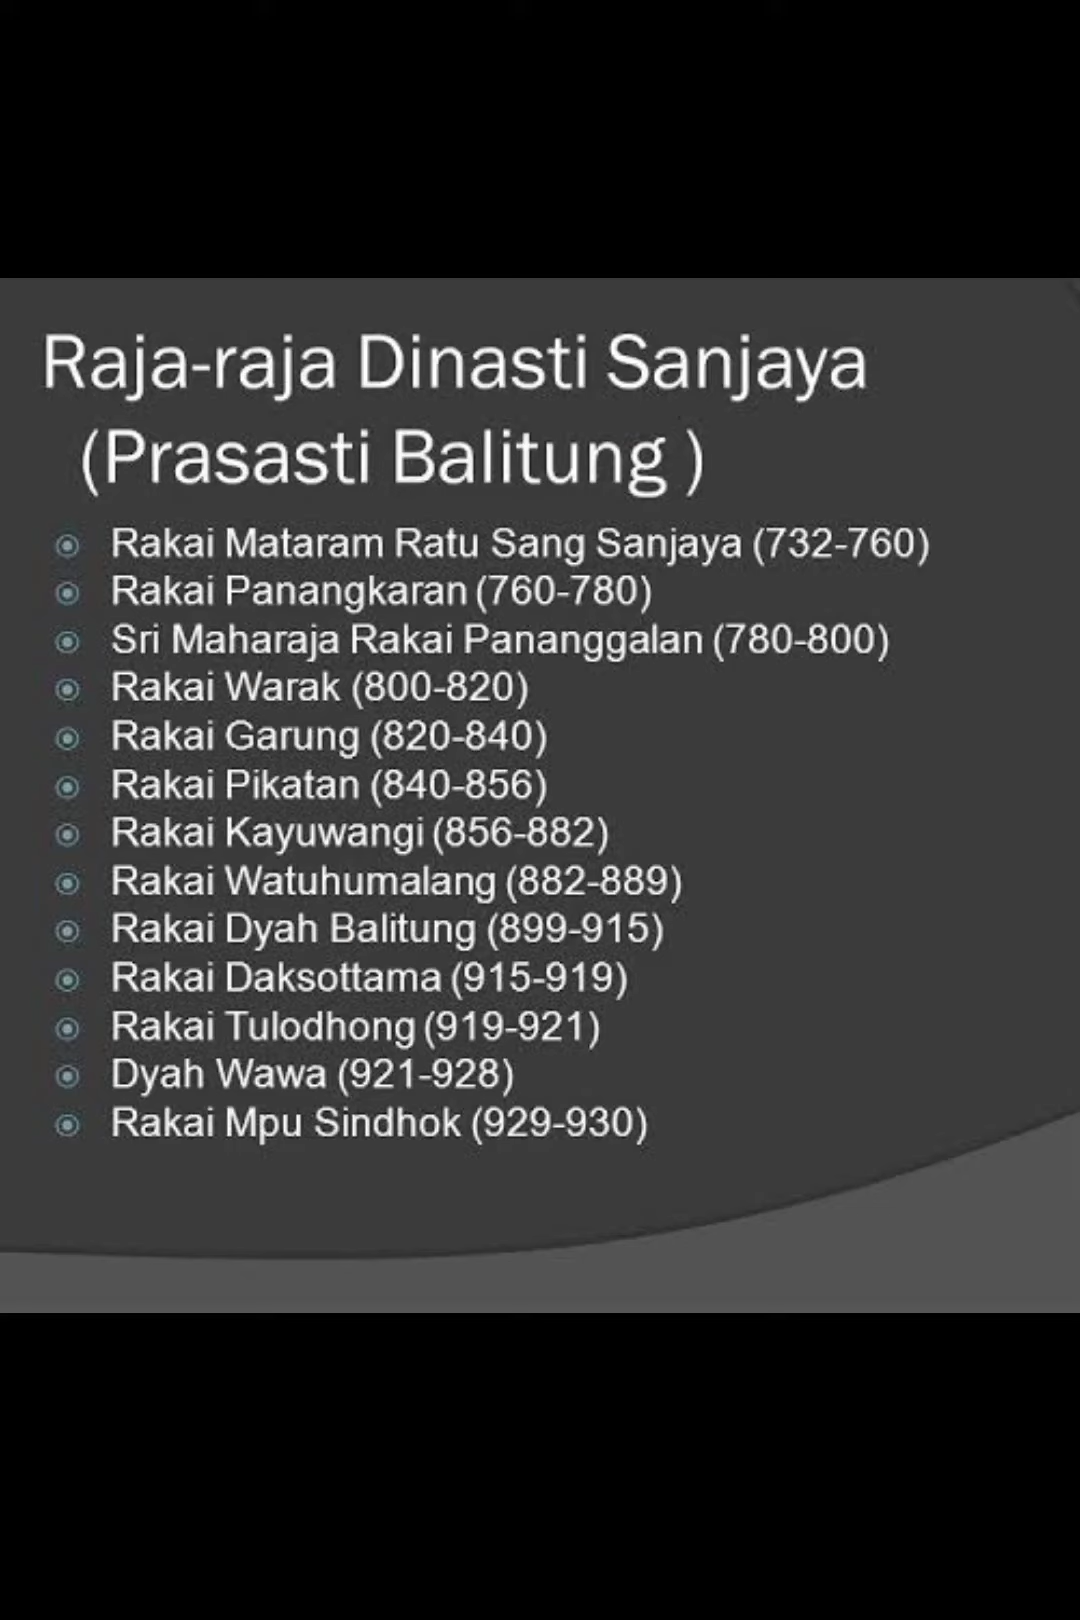 Raja-raja Dinasti Sanjaya
(Prasasti Balitung )
Rakai Mataram Ratu Sang Sanjaya (732-760)
Rakai Panangkaran (760-780)
Sri Maharaja Rakai Pananggalan (780-800)
Rakai Warak (800-820)
Rakai Garung (820-840)
Rakai Pikatan (840-856)
Rakai Kayuwangi (856-882)
Rakai Watuhumalang (882-889)
Rakai Dyah Balitung (899-915)
Rakai Daksottama (915-919)
Rakai Tulodhong (919-921)
Dyah Wawa (921-928)
Rakai Mpu Sindhok (929-930)